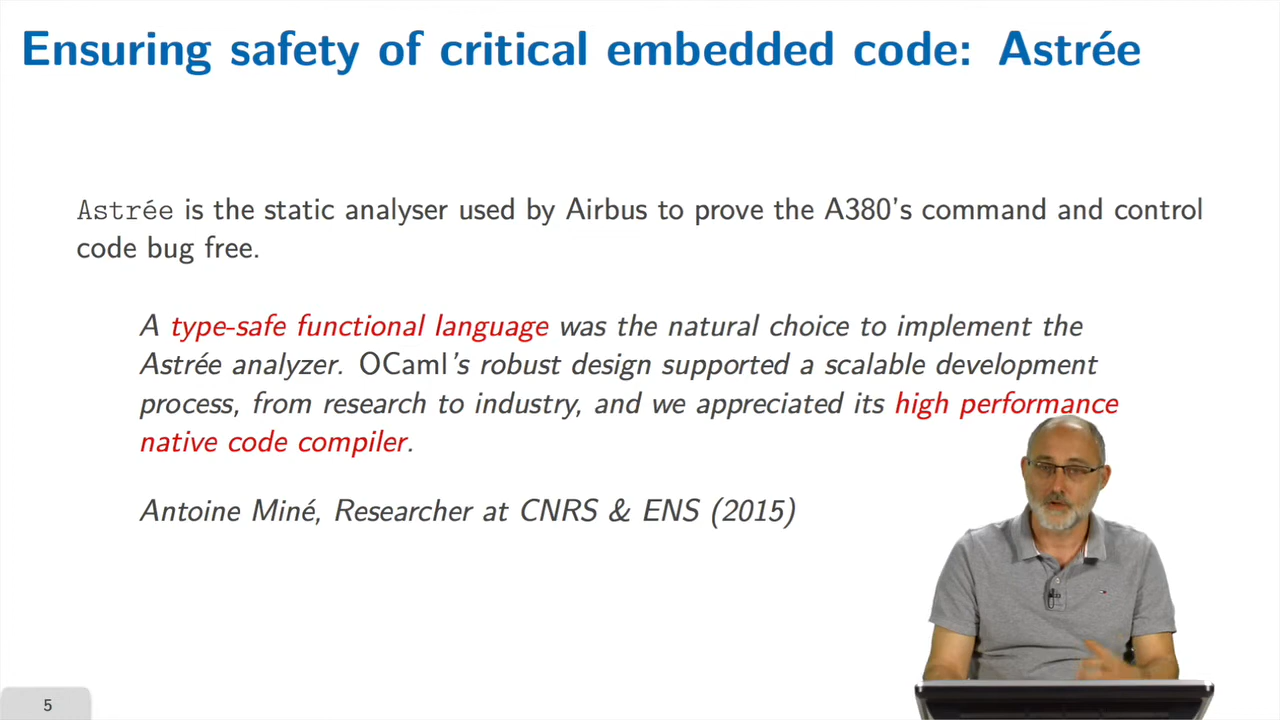 Ensuring safety of critical embedded code: Astrée
Astrée is the static analyser used by Airbus to prove the A380's command and control
code bug free.
A type-safe functional language was the natural choice to implement the
Astrée analyzer. OCaml's robust design supported a scalable development
process, from research to industry, and we appreciated its high performance
native code compiler.
Antoine Miné, Researcher at CNRS & ENS (2015)
5